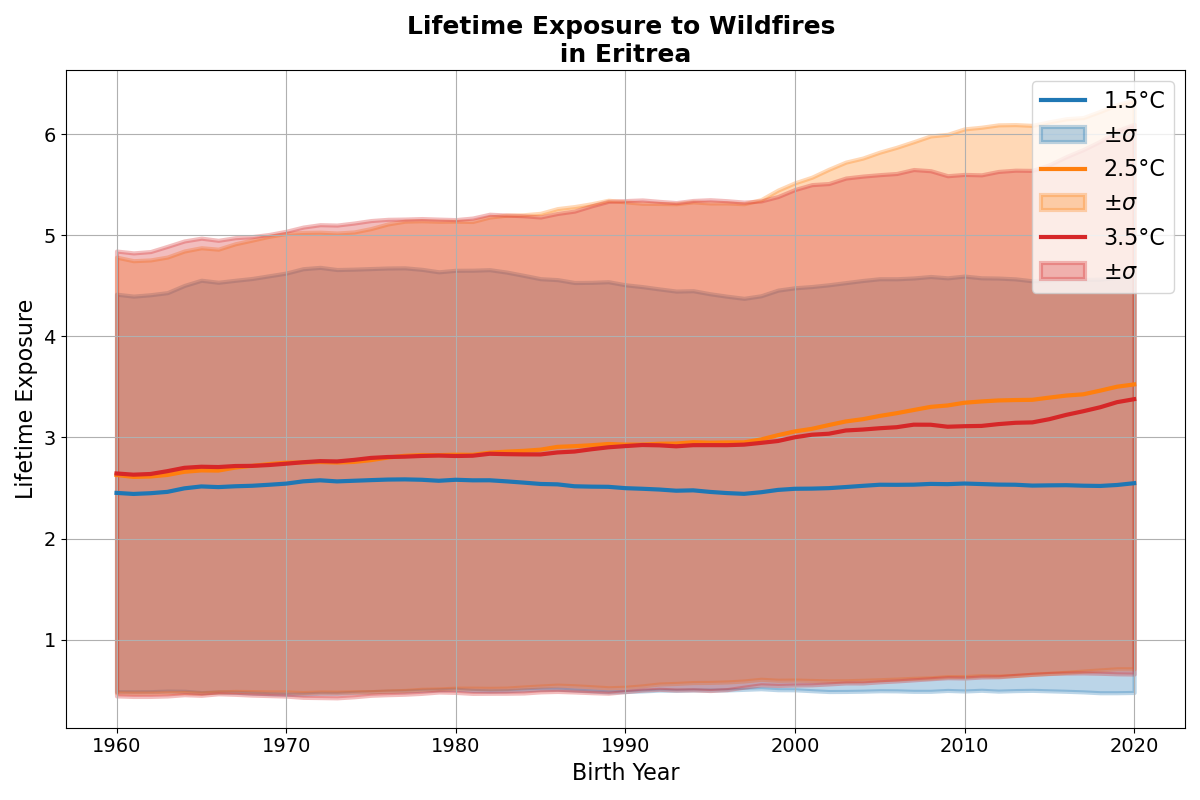 Lifetime Exposure to Wildfires
in Eritrea
Lifetime Exposure
6
5
4
3
2
1
1960 1970 1980 1990 2000 2010 2020
Birth Year
1.5°C
±σ
2.5°C
±σ
3.5°C
±σ